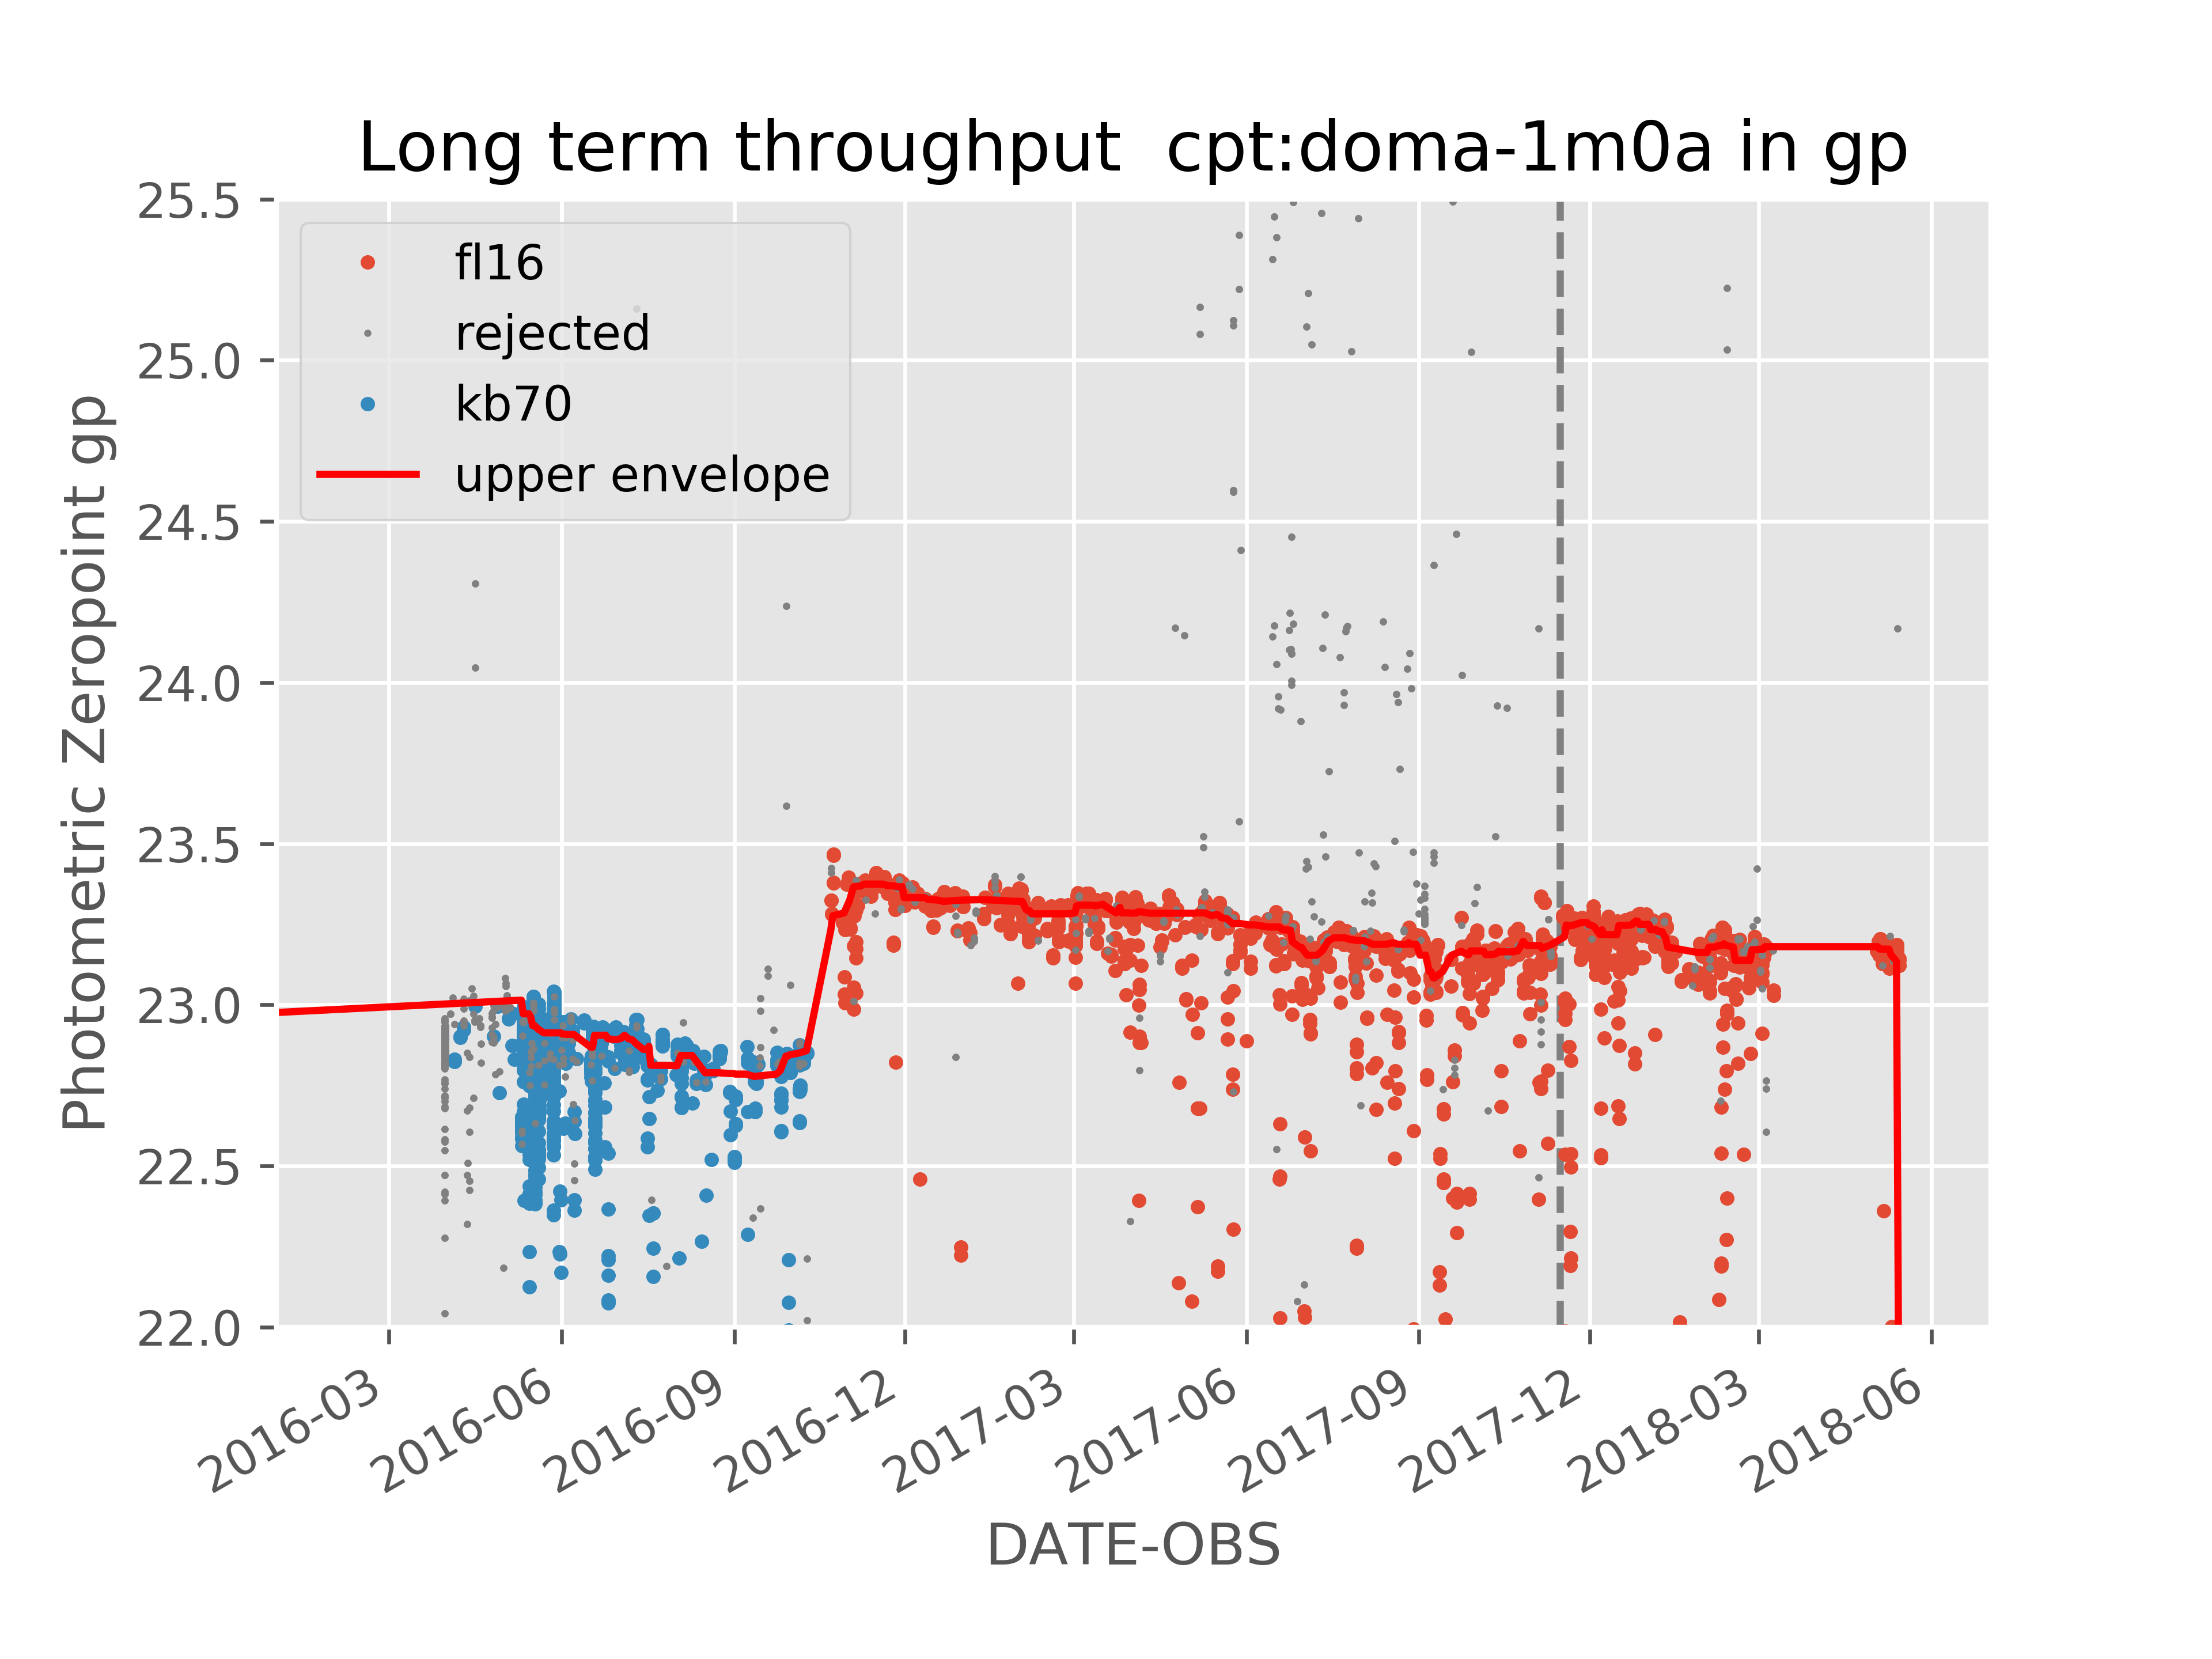 Long term throughput  cpt:doma-1m0a in gp
25.5
25.0
24.5
24.0
23.5
23.0
22.5
22.0
Photometric Zeropoint gp
fl16
rejected
kb70
upper envelope
2016-03
2016-06
2016-09
2016-12
2017-03
2017-06
2017-09
2017-12
2018-03
2018-06
DATE-OBS